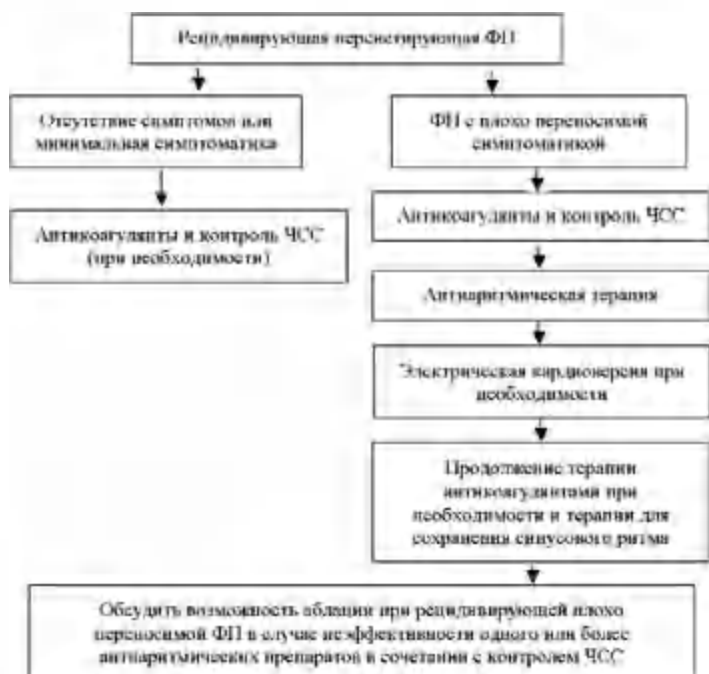 Рецидивирующая персистирующая ФП
Отсутствие симптомов или
минимальная симптоматика
ФП с плохо переносимой
симптоматикой
Антикоагулянты и контроль ЧСС
(при необходимости)
Антикоагулянты и контроль ЧСС
Антиаритмическая терапия
Электрическая кардиоверсия при
необходимости
Продолжение терапии
антикоагулянтами при
необходимости и терапии для
сохранения синусового ритма
Обсудить возможность аблации при рецидивирующей плохо
переносимой ФП в случае неэффективности одного или более
антиаритмических препаратов в сочетании с контролем ЧСС